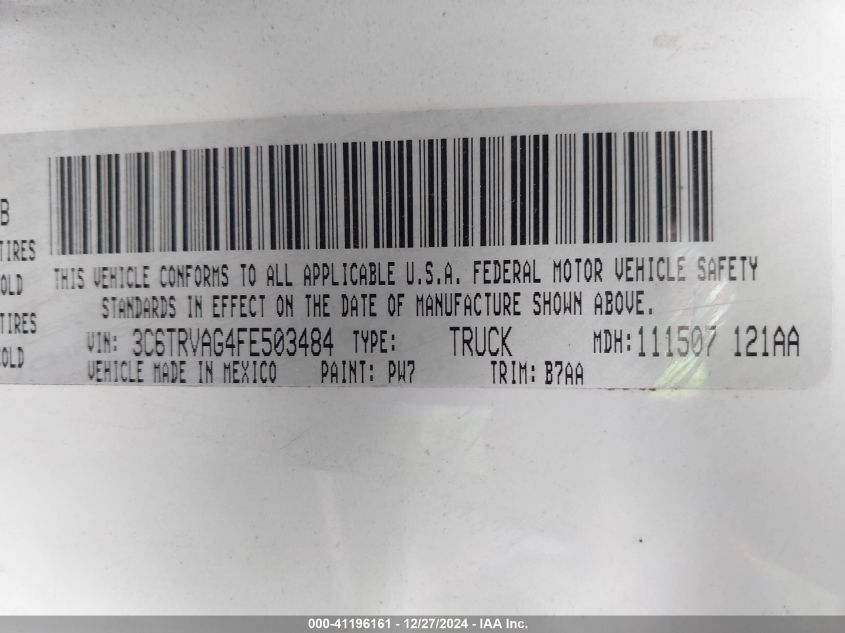 B
TIRES
OLD
TIRES
COLD
THIS VEHICLE CONFORMS TO ALL APPLICABLE U.S.A. FEDERAL MOTOR VEHICLE SAFETY
STANDARDS IN EFFECT ON THE DATE OF MANUFACTURE SHOWN ABOVE.
VIN: 3C6TRVAG4FE503484 TYPE: TRUCK MDH: 111507 121AA
VEHICLE MADE IN MEXICO PAINT: PW7 TRIM: B7AA
000-41196161 - 12/27/2024 - IAA Inc.